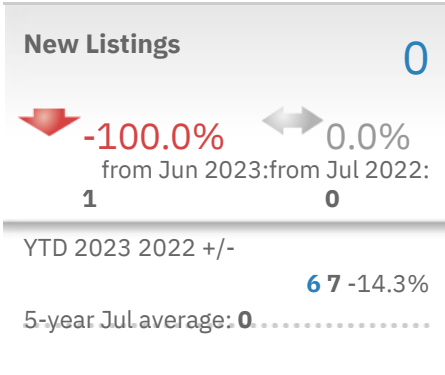 New Listings
0
-100.0% 0.0%
from Jun 2023:from Jul 2022:
1 0
YTD 2023 2022 +/-
6 7 -14.3%
5-year Jul average: 0